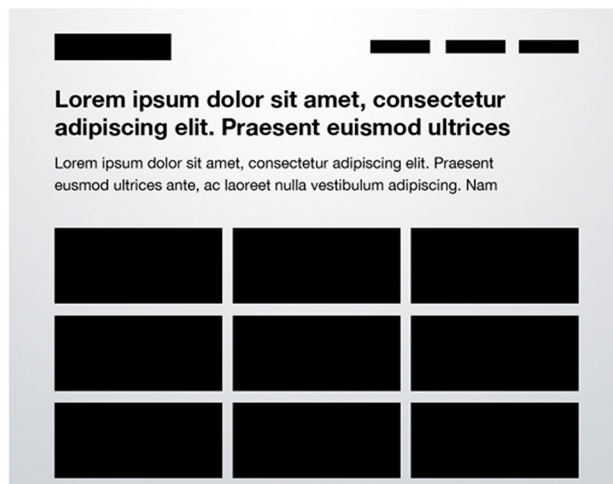 Lorem ipsum dolor sit amet, consectetur
adipiscing elit. Praesent euismod ultrices
Lorem ipsum dolor sit amet, consectetur adipiscing elit. Praesent
eusmod ultrices ante, ac laoreet nulla vestibulum adipiscing. Nam